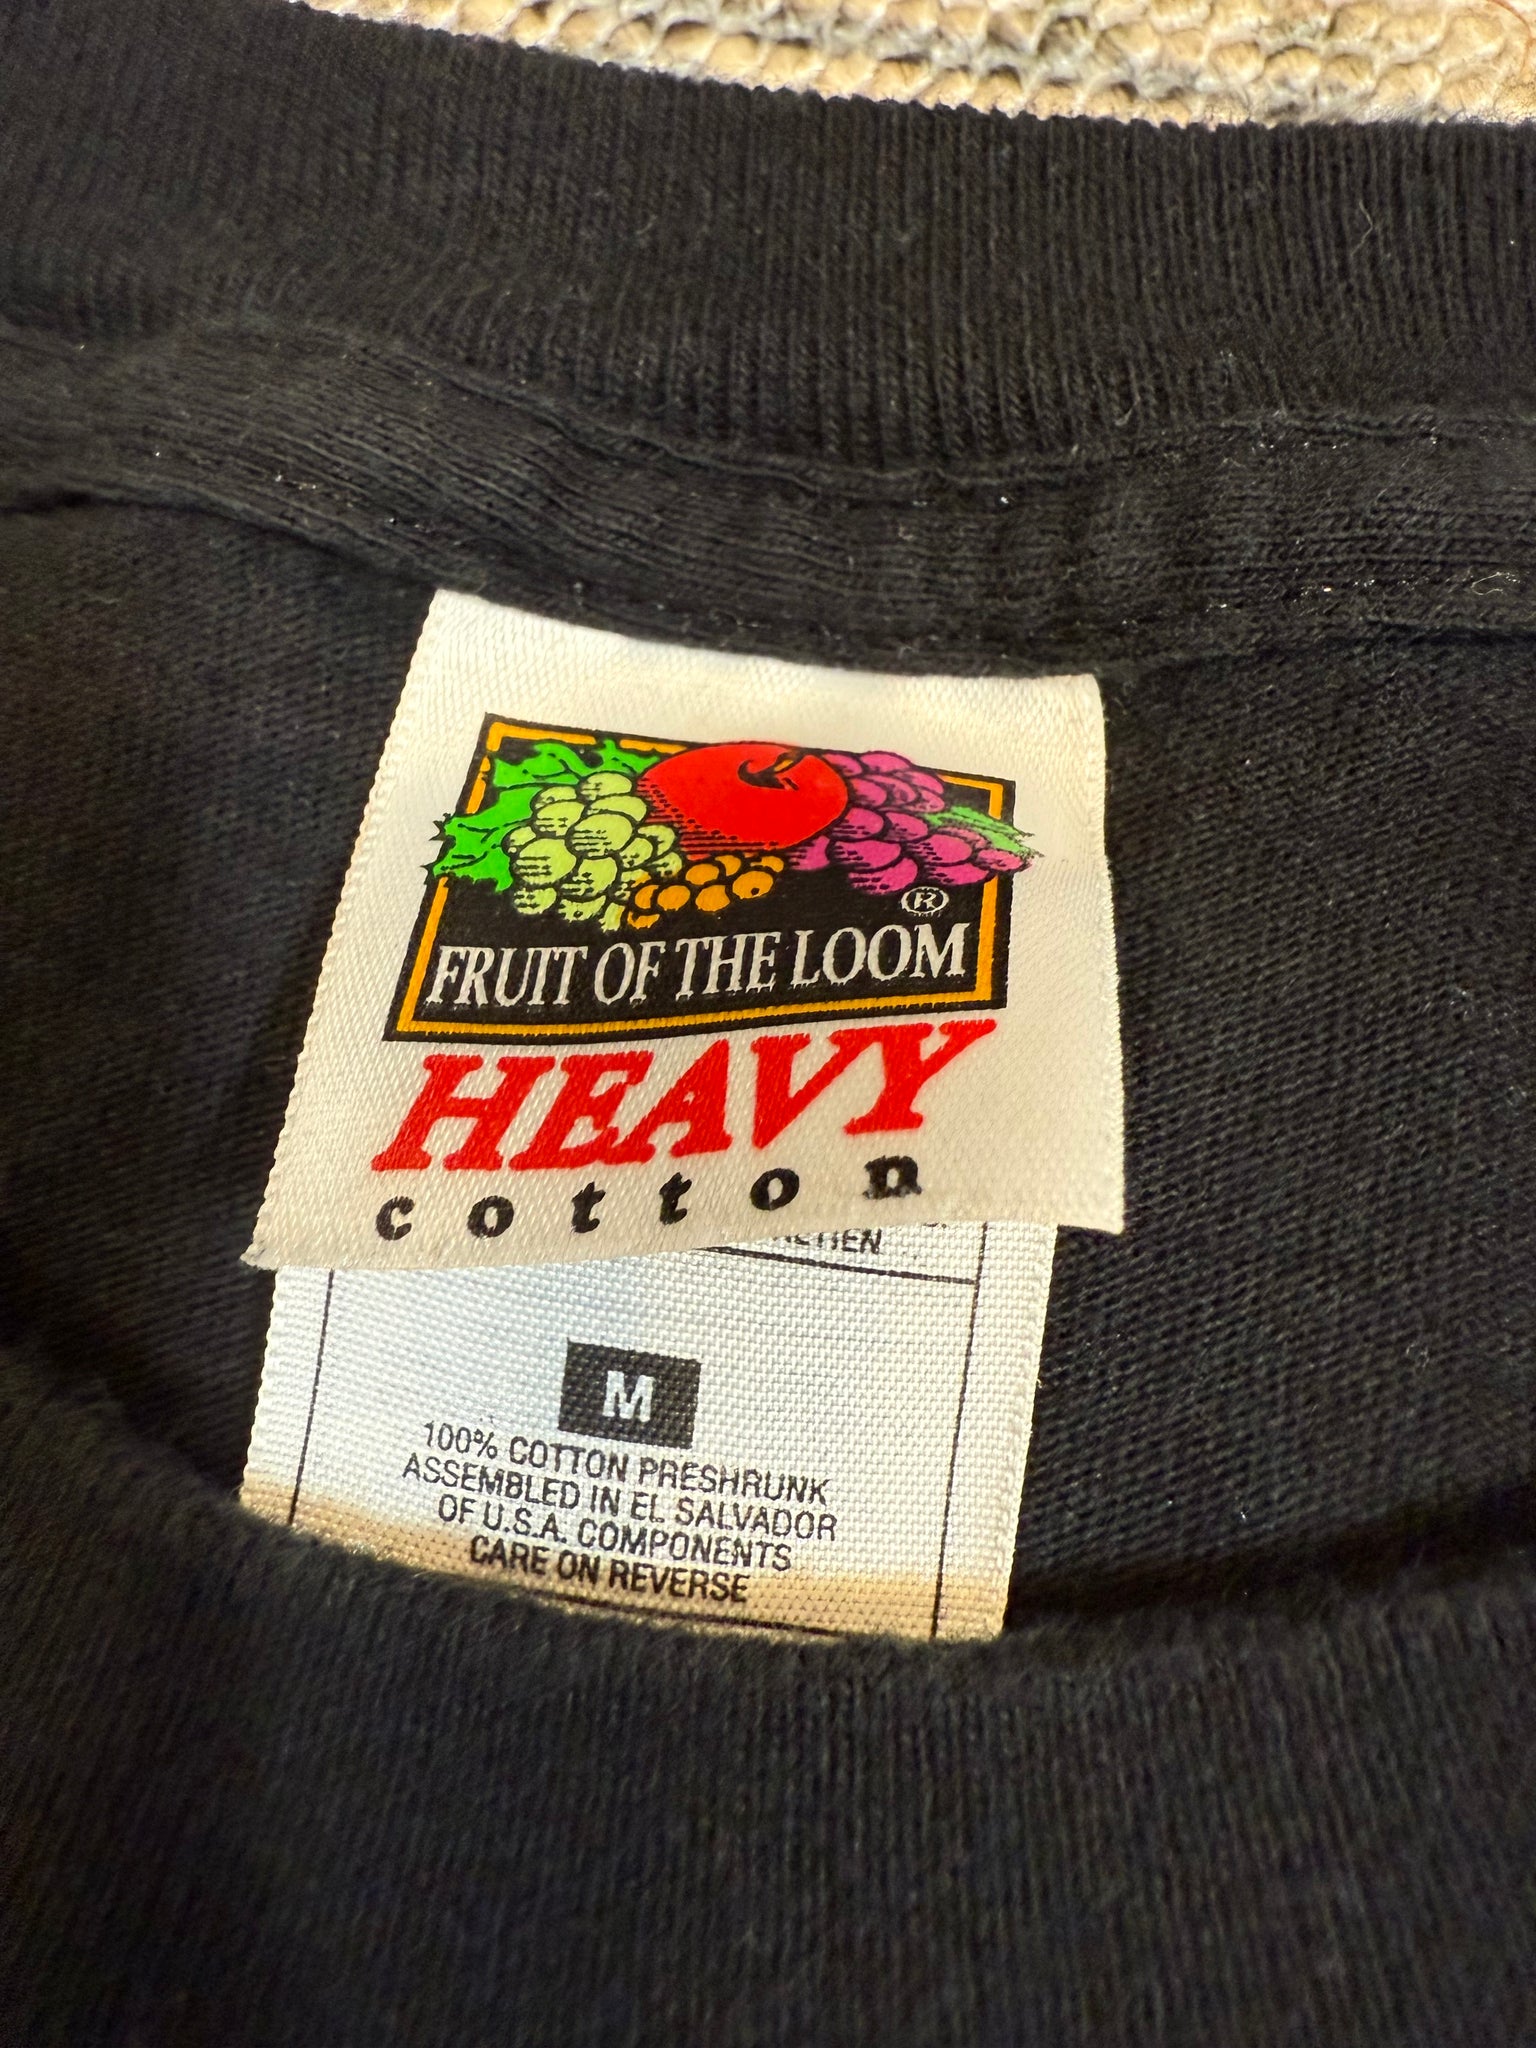 ®
FRUIT OF THE LOOM
HEAVY
cotton
M
100% COTTON PRESHRUNK
ASSEMBLED IN EL SALVADOR
OF U.S.A. COMPONENTS
CARE ON REVERSE